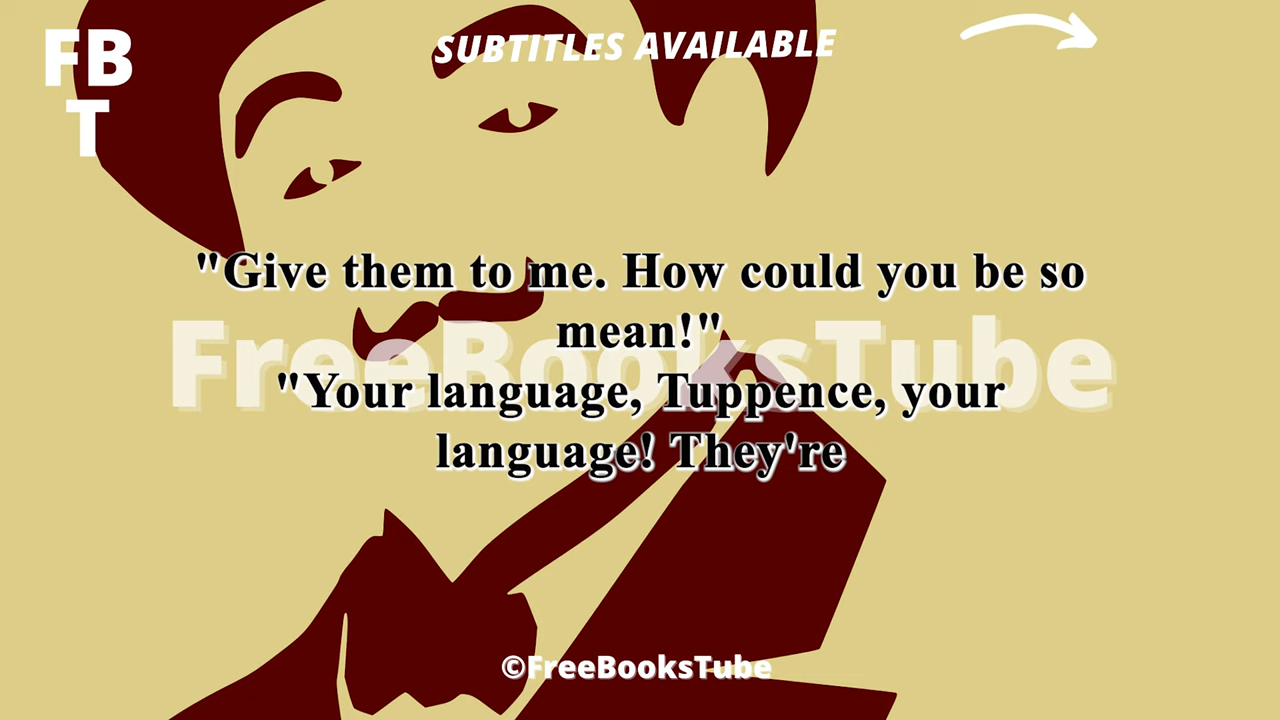 FB
T
SUBTITLES AVAILABLE
"Give them to me. How could you be so
mean!"
FreeBooksTube
"Your language, Tuppence, your
language! They're
©FreeBooksTube